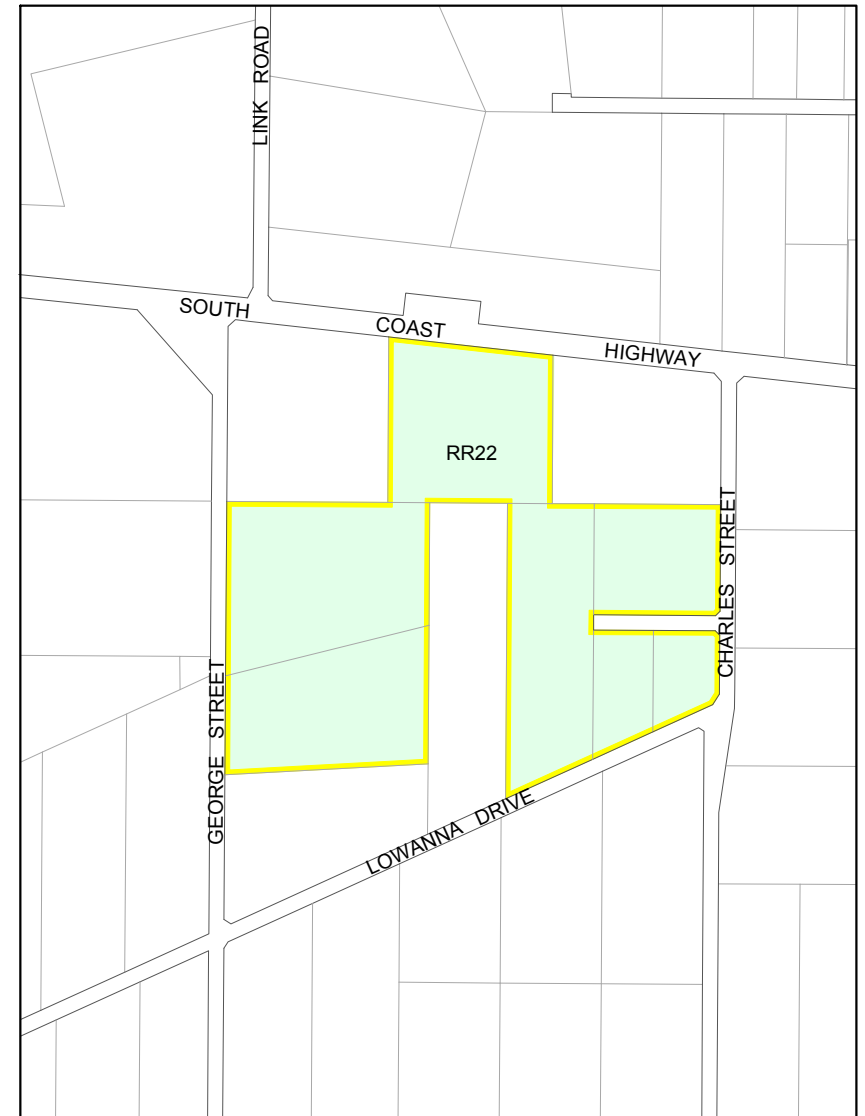 LINK ROAD
SOUTH COAST HIGHWAY
RR22
CHARLES STREET
GEORGE STREET
LOWANNA DRIVE